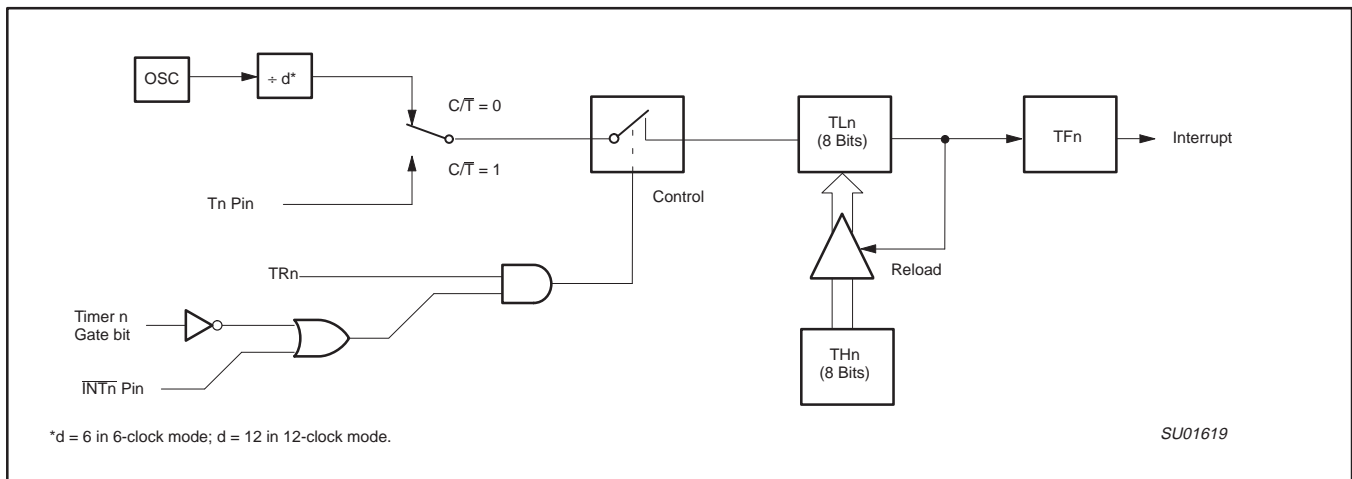 OSC
÷ d*
C/T̅ = 0
C/T̅ = 1
Tn Pin
Control
TLn
(8 Bits)
TFn
Interrupt
Reload
TRn
Timer n
Gate bit
I̅N̅T̅n̅ Pin
THn
(8 Bits)
*d = 6 in 6-clock mode; d = 12 in 12-clock mode.
SU01619